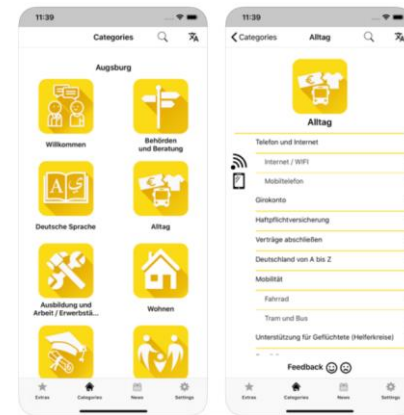 11:39
Categories
Augsburg
Willkommen
Behörden
und Beratung
Deutsche Sprache
Alltag
Ausbildung und
Arbeit / Erwerbstä...
Wohnen
Extras
Categories
News
Settings
11:39
Categories
Alltag
Alltag
Telefon und Internet
Internet / WIFI
Mobiltelefon
Girokonto
Haftpflichtversicherung
Verträge abschließen
Deutschland von A bis Z
Mobilität
Fahrrad
Tram und Bus
Unterstützung für Geflüchtete (Helferkreise)
Feedback
Extras
Categories
News
Settings